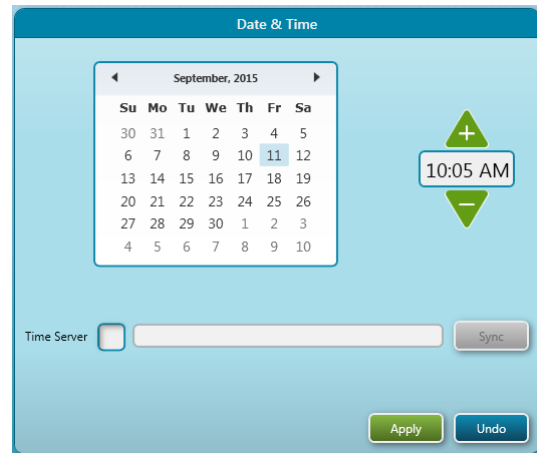 Date & Time
September, 2015
Su Mo Tu We Th Fr Sa
30 31 1 2 3 4 5
6 7 8 9 10 11 12
13 14 15 16 17 18 19
20 21 22 23 24 25 26
27 28 29 30 1 2 3
4 5 6 7 8 9 10
10:05 AM
Time Server
Sync
Apply Undo